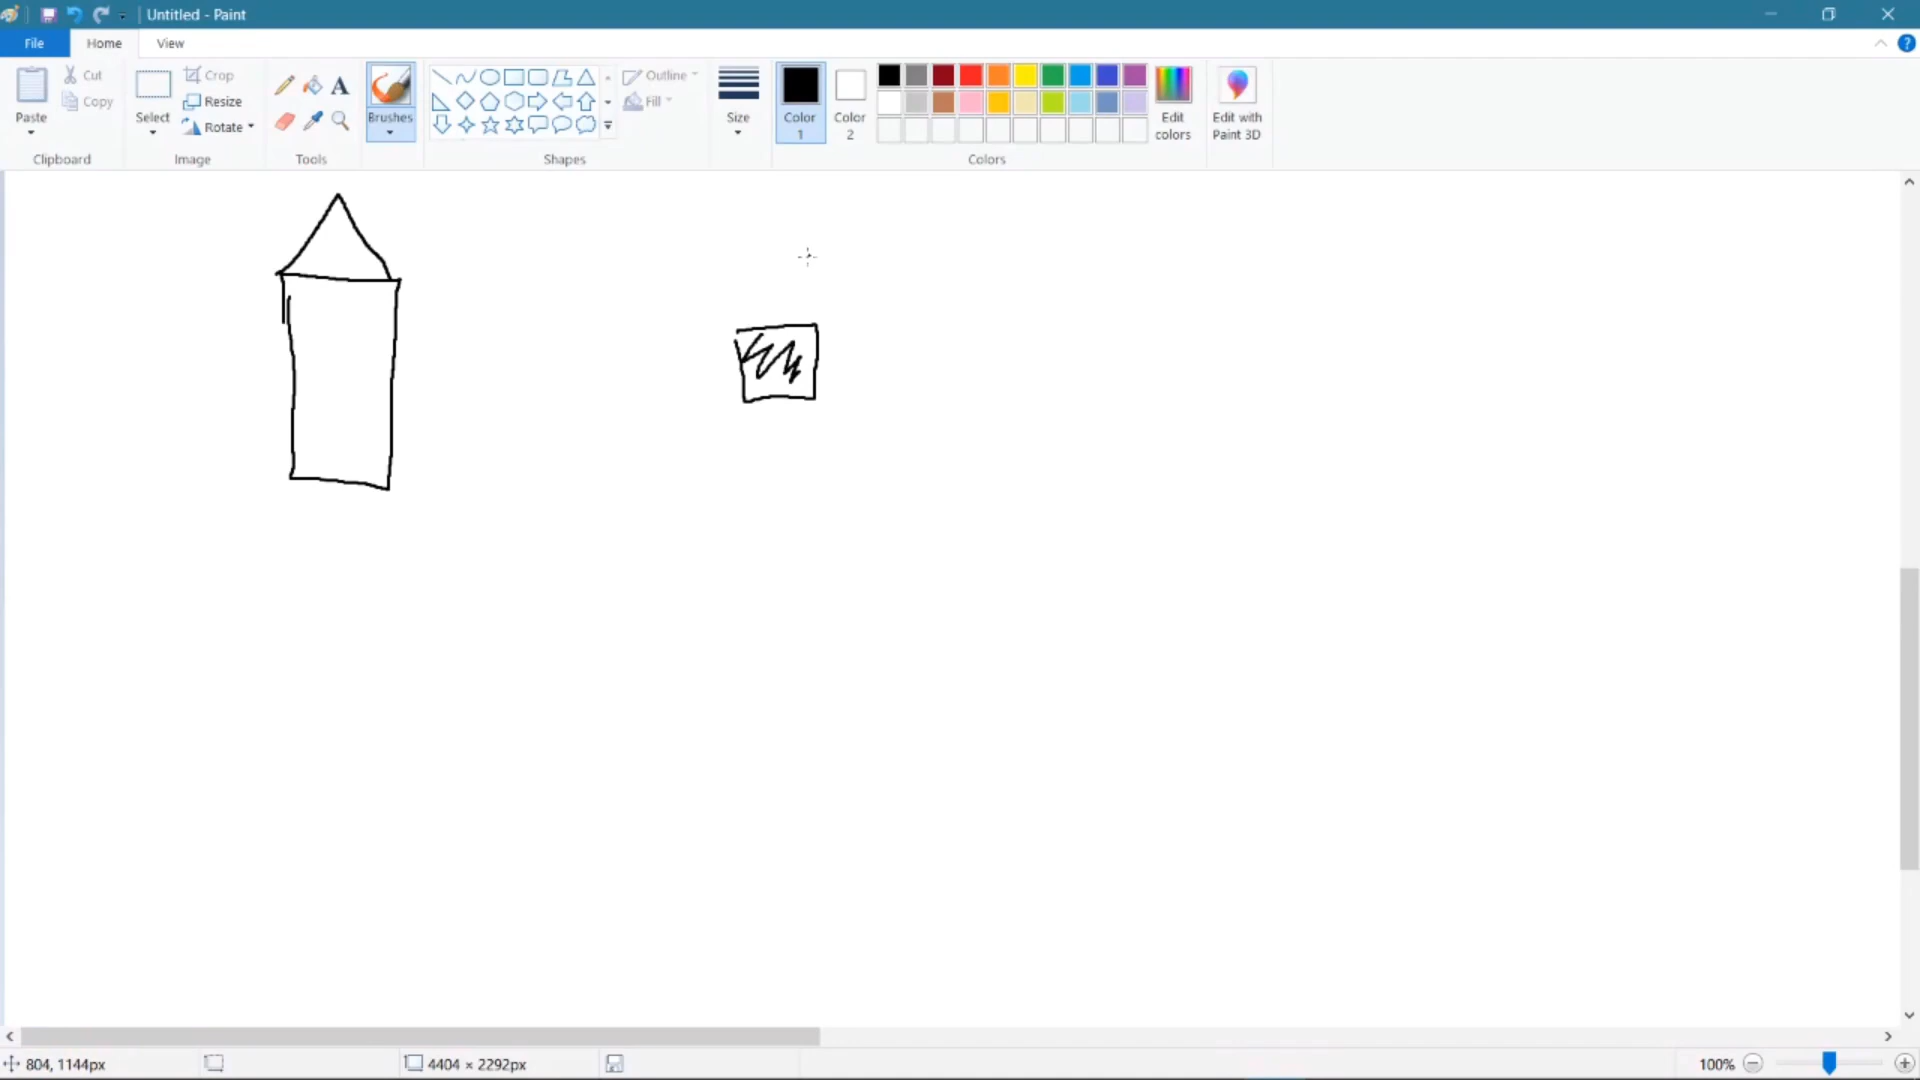 Untitled - Paint
File Home View
Paste
Cut
Copy
Clipboard
Select
Crop
Resize
Rotate
Image
Tools
Brushes
Outline
Fill
Shapes
Size
Color
1
Color
2
Edit
colors
Colors
Edit with
Paint 3D
804, 1144px
4404 × 2292px
100%